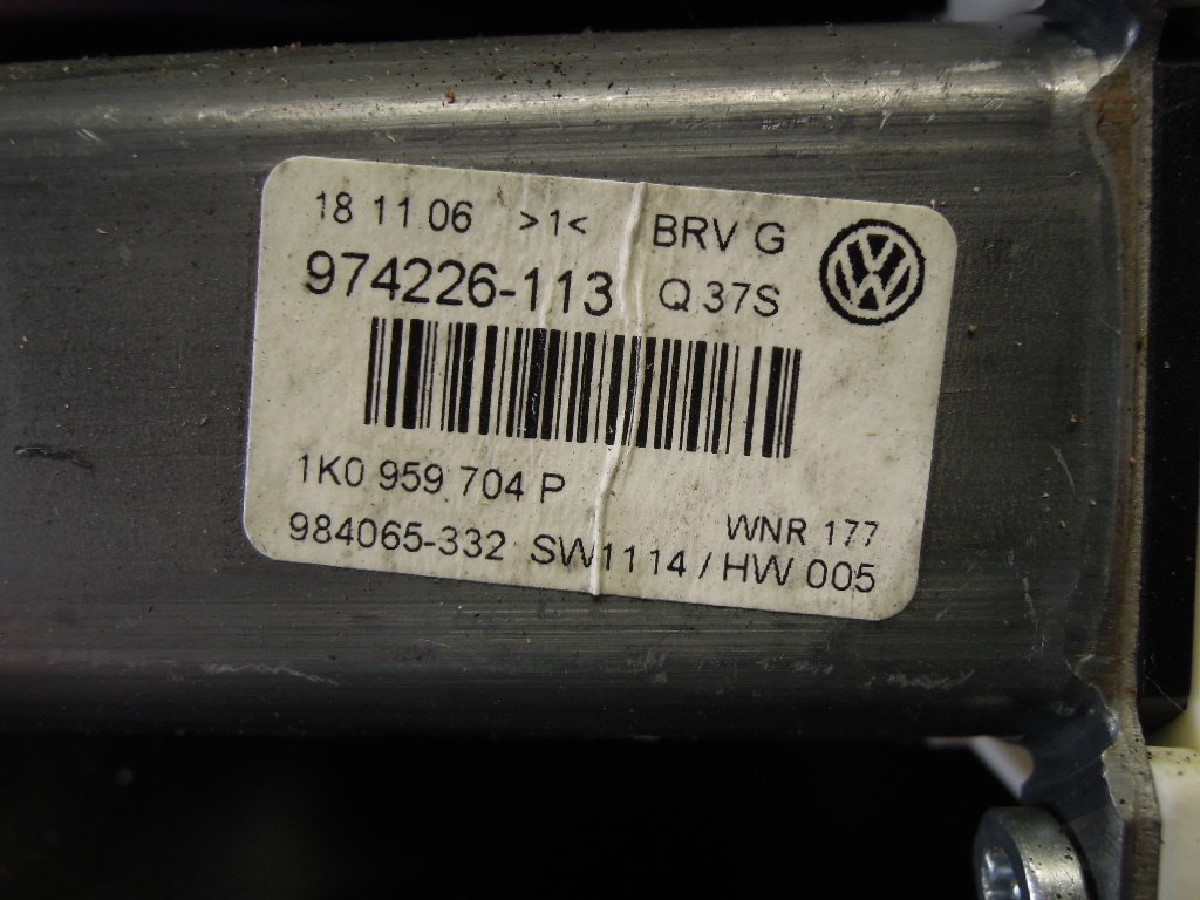 18 11 06 >1< BRV G
974226-113 Q 37S
1K0 959 704 P
WNR 177
984065-332 SW1114 / HW 005